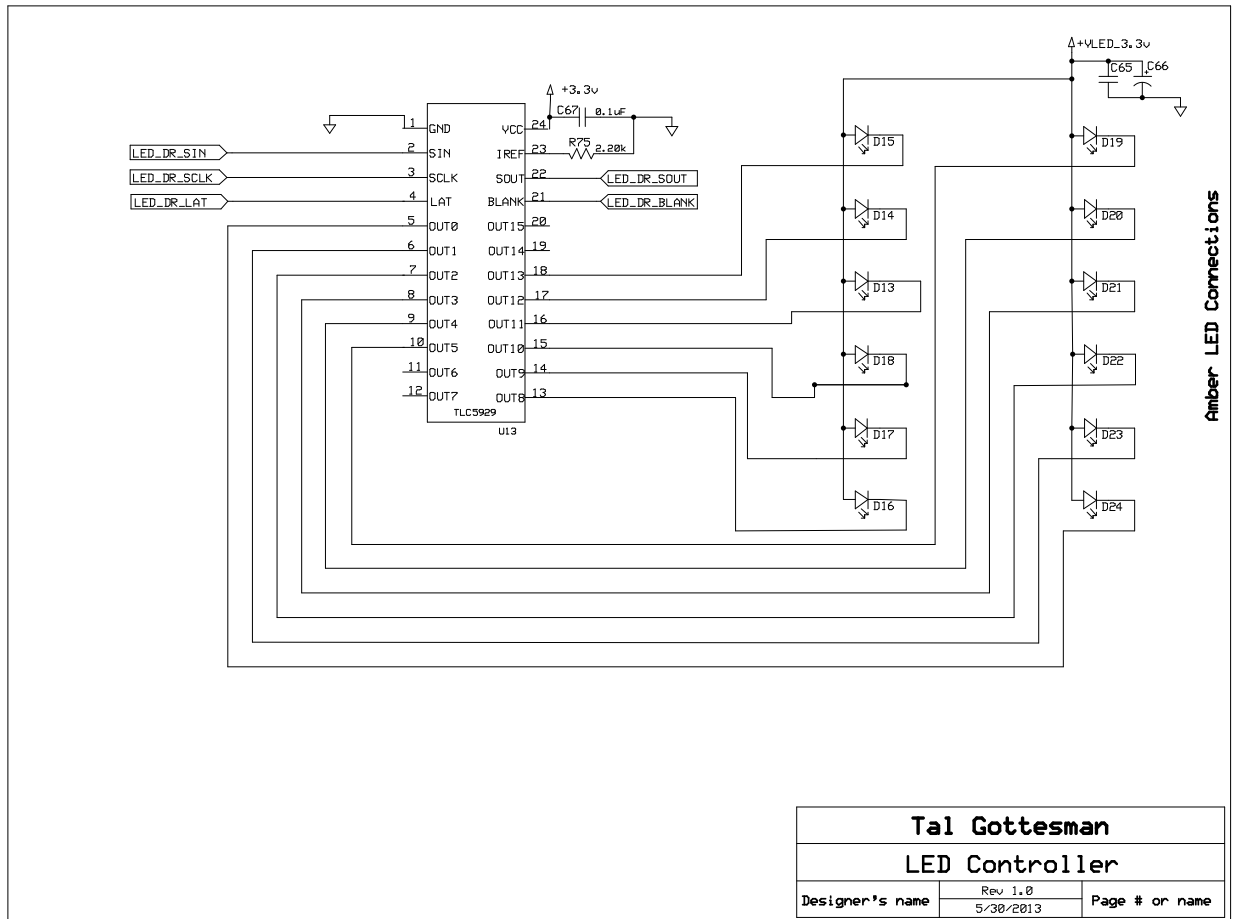 +VLED_3.3v
C65
C66
+3.3v
C67
0.1uF
1
GND
VCC
24
R75
2.20k
D15
D19
LED_DR_SIN
2
SIN
IREF
23
LED_DR_SCLK
3
SCLK
SOUT
22
LED_DR_SOUT
LED_DR_LAT
4
LAT
BLANK
21
LED_DR_BLANK
5
OUT0
OUT15
20
D14
D20
6
OUT1
OUT14
19
7
OUT2
OUT13
18
D13
D21
8
OUT3
OUT12
17
9
OUT4
OUT11
16
10
OUT5
OUT10
15
D18
D22
11
OUT6
OUT9
14
12
OUT7
OUT8
13
TLC5929
U13
D17
D23
D16
D24
Amber LED Connections
Tal Gottesman
LED Controller
Designer's name
Rev 1.0
5/30/2013
Page # or name